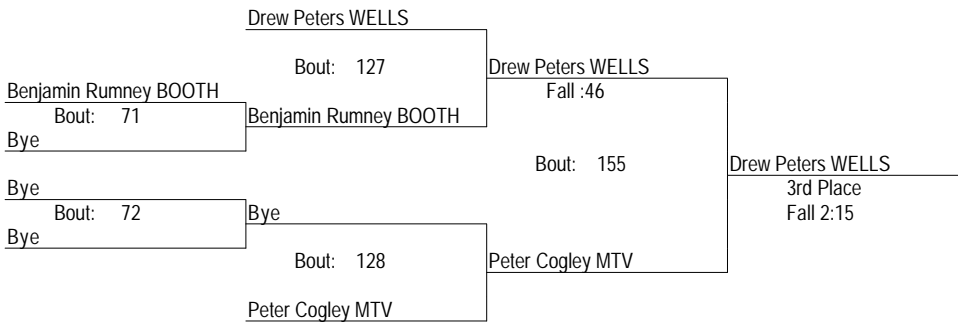 Drew Peters WELLS
Bout: 127
Drew Peters WELLS
Fall :46
Benjamin Rumney BOOTH
Bout: 71
Benjamin Rumney BOOTH
Bye
Bout: 155
Drew Peters WELLS
3rd Place
Fall 2:15
Bye
Bout: 72
Bye
Bye
Bout: 128
Peter Cogley MTV
Peter Cogley MTV